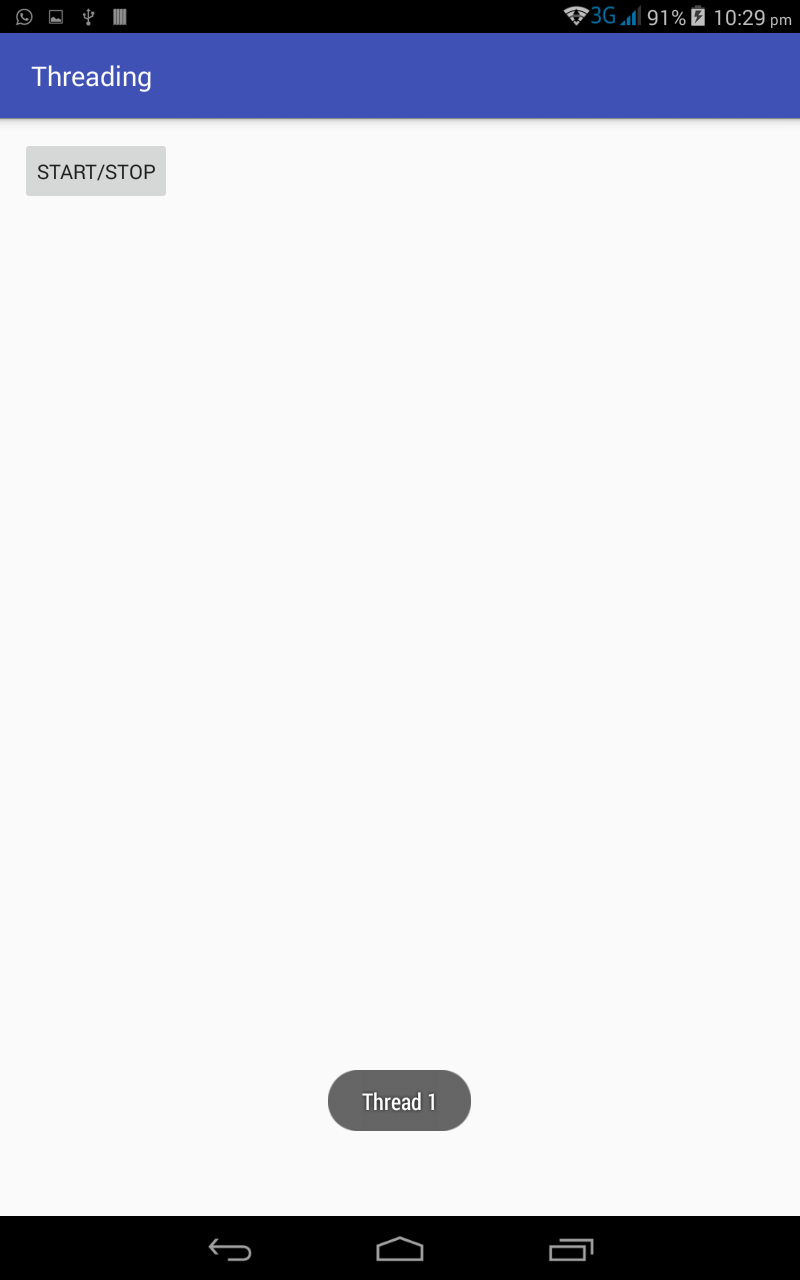 3G 91% 10:29 pm
Threading
START/STOP
Thread 1